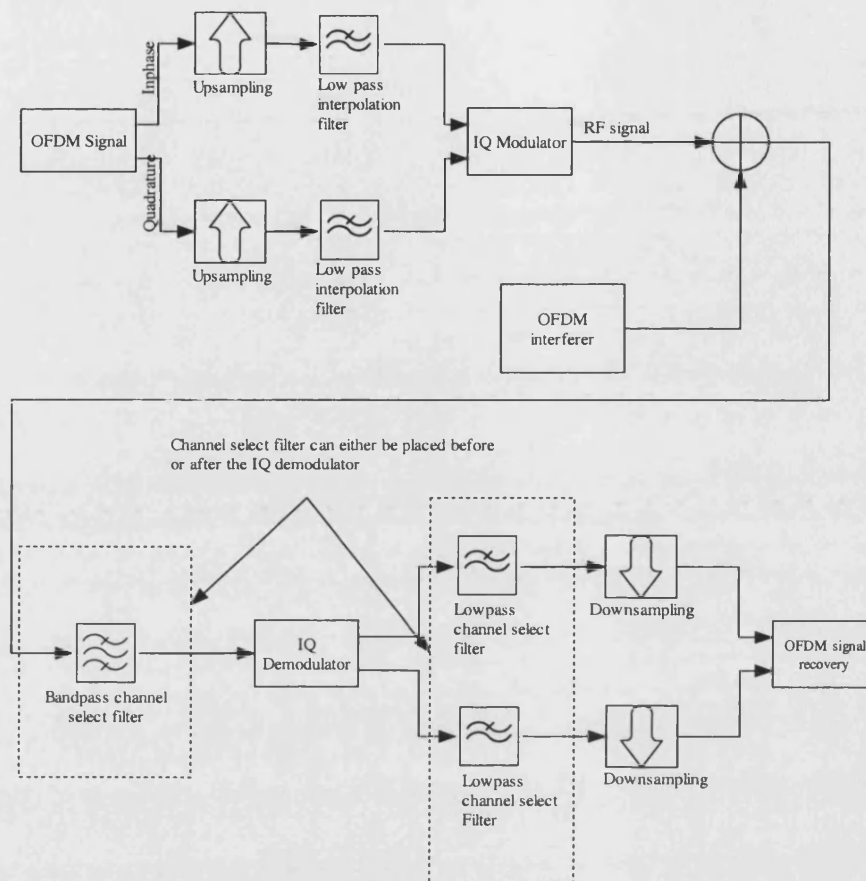 Inphase
Upsampling
Low pass
interpolation
filter
OFDM Signal
IQ Modulator
RF signal
Quadrature
Upsampling
Low pass
interpolation
filter
OFDM
interferer
Channel select filter can either be placed before
or after the IQ demodulator
Bandpass channel
select filter
IQ
Demodulator
Lowpass
channel select
filter
Downsampling
OFDM signal
recovery
Lowpass
channel select
Filter
Downsampling